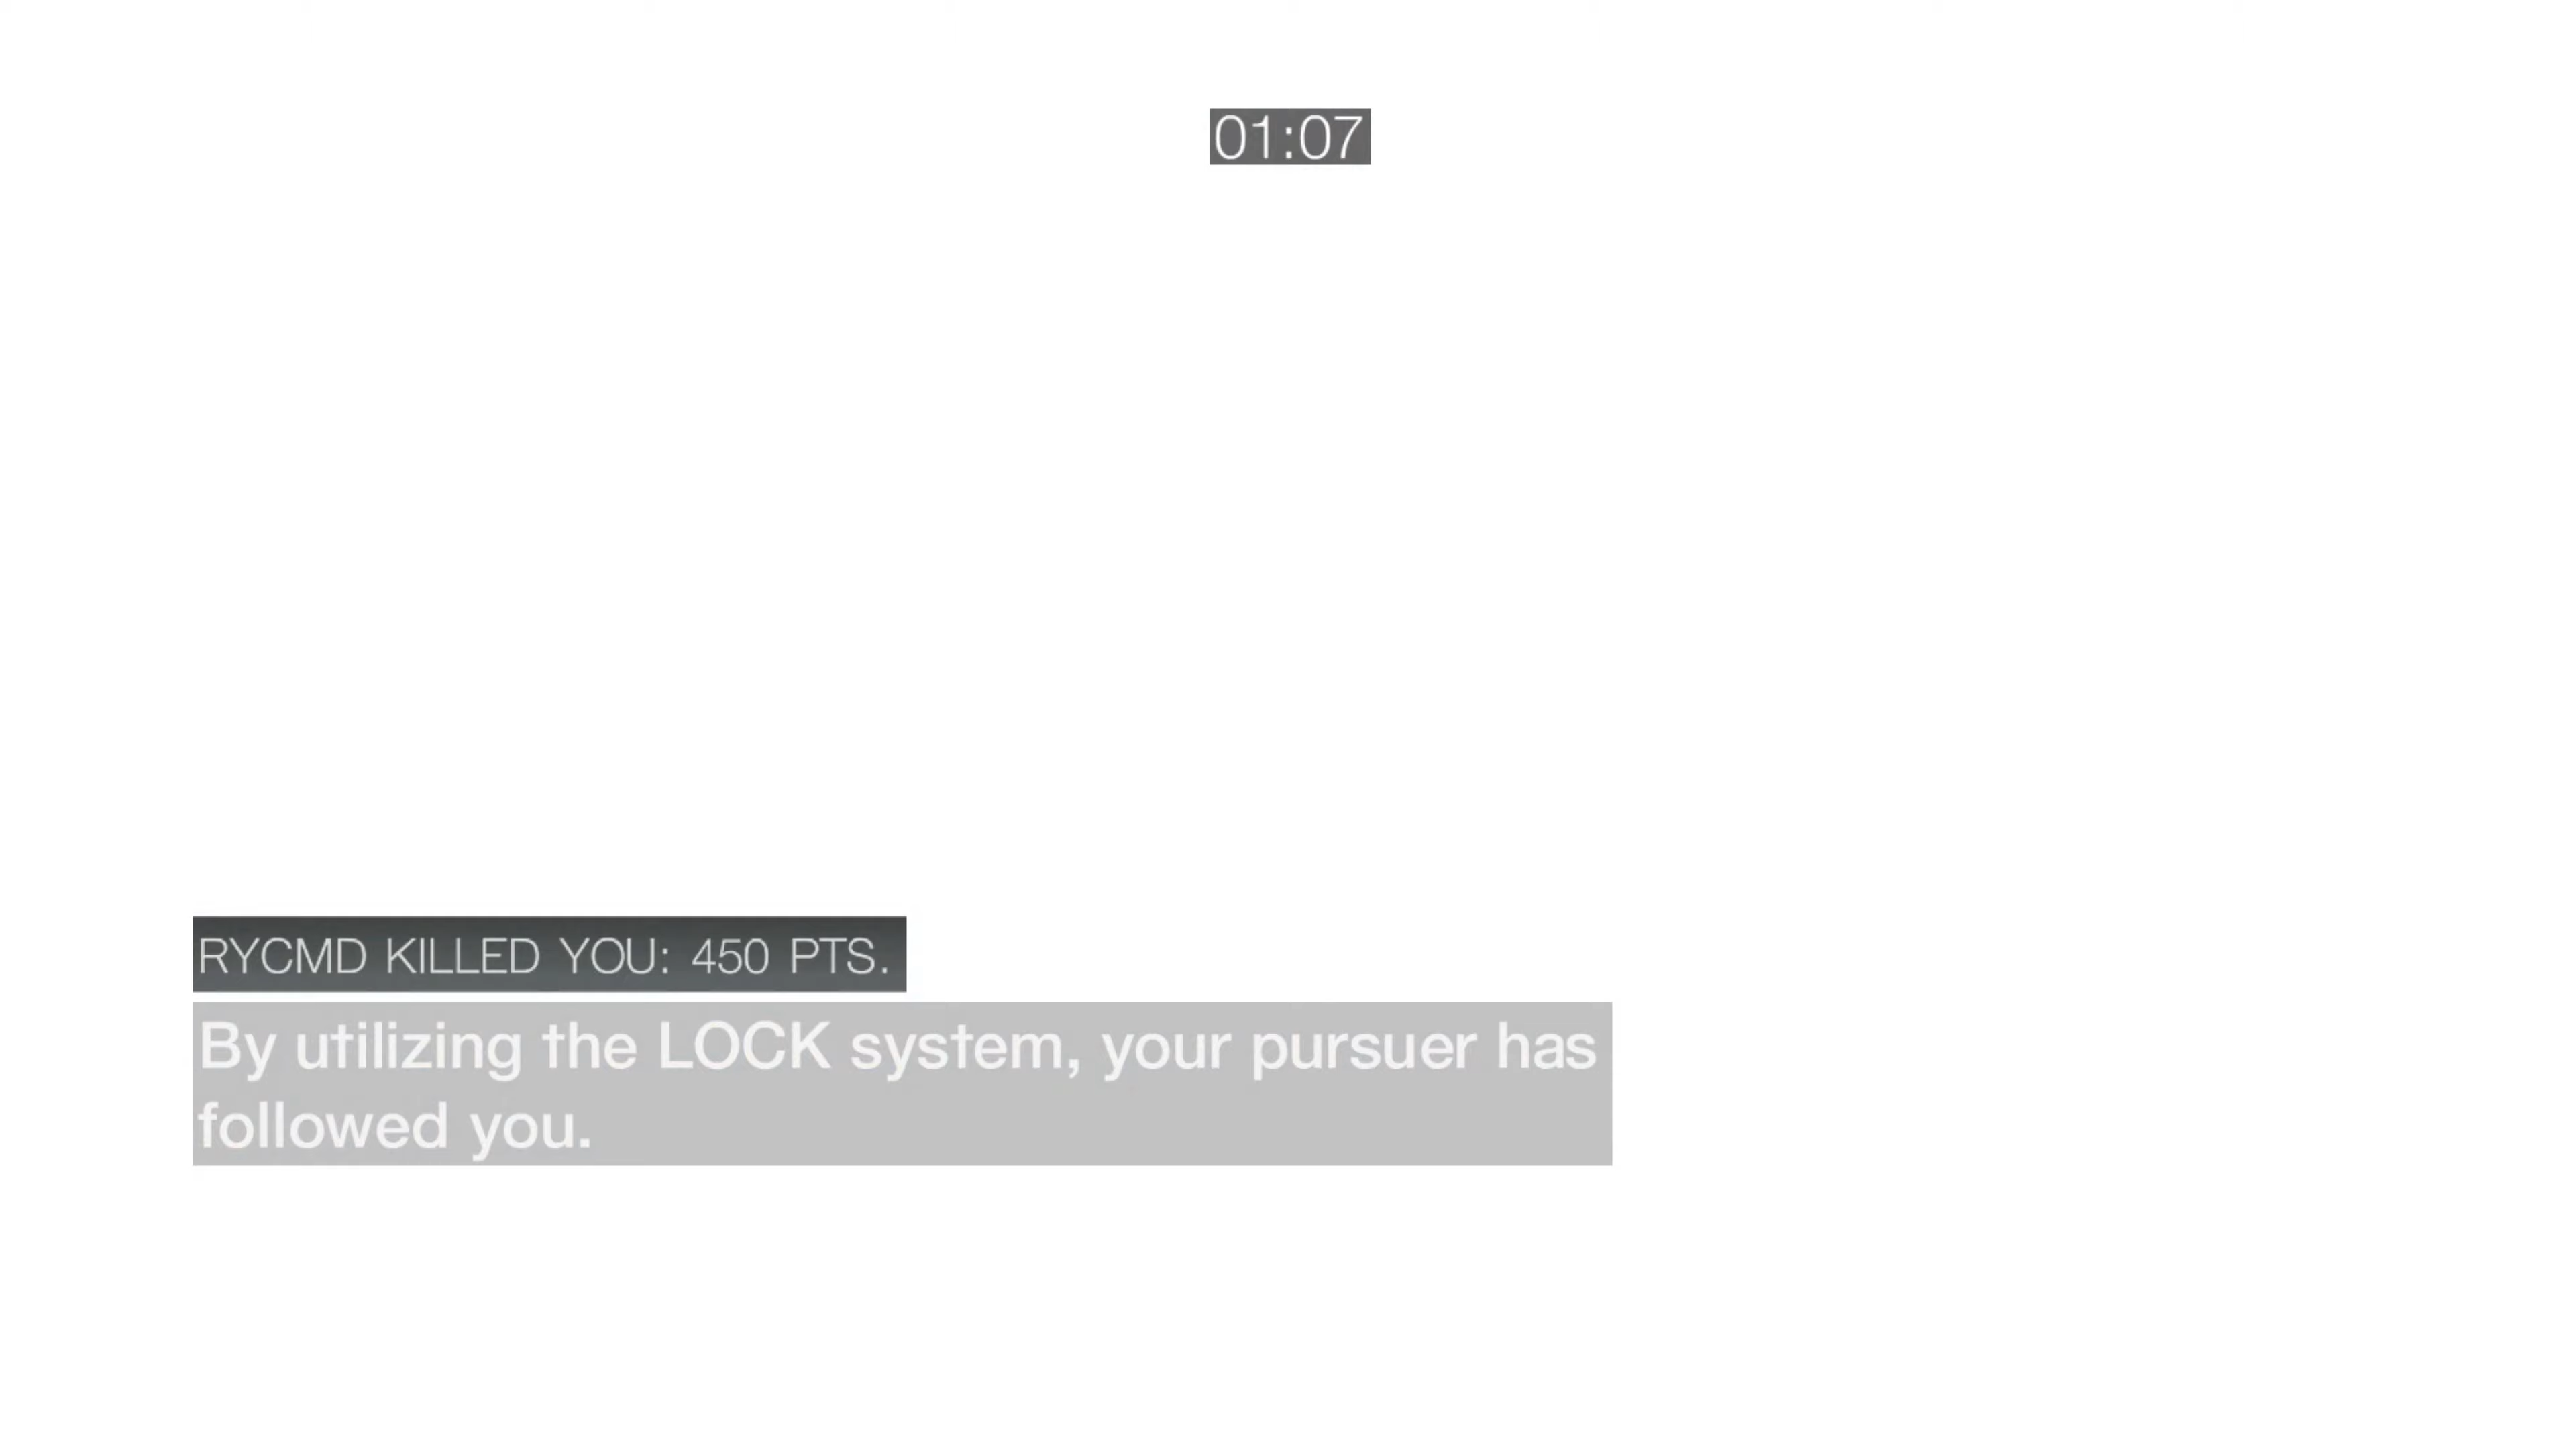 01:07
RYCMD KILLED YOU: 450 PTS.
By utilizing the LOCK system, your pursuer has
followed you.